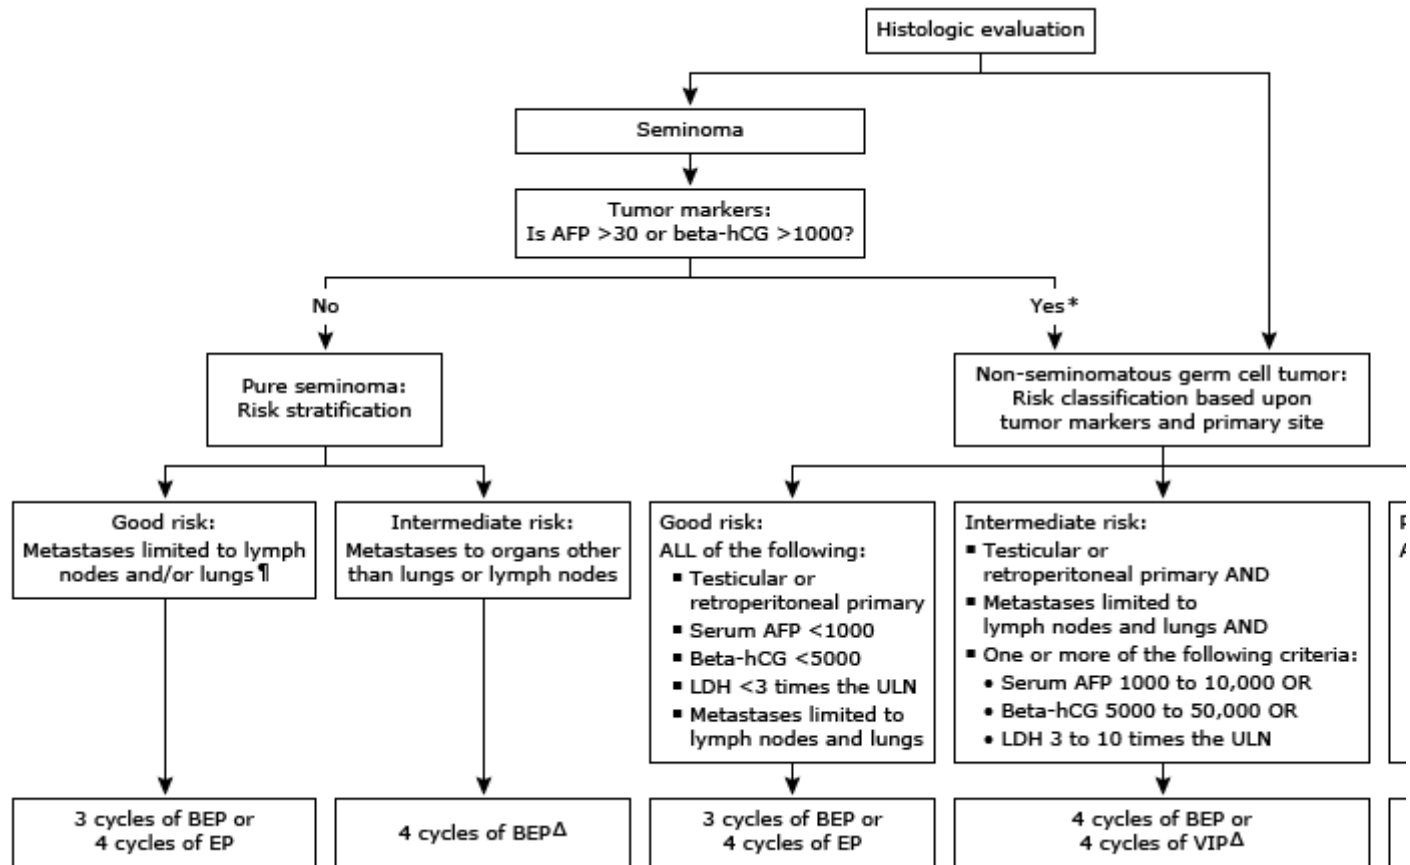 Histologic evaluation
Seminoma
Tumor markers:
Is AFP >30 or beta-hCG >1000?
No
Yes*
Pure seminoma:
Risk stratification
Non-seminomatous germ cell tumor:
Risk classification based upon
tumor markers and primary site
Good risk:
Metastases limited to lymph
nodes and/or lungs¶
Intermediate risk:
Metastases to organs other
than lungs or lymph nodes
Good risk:
ALL of the following:
▪ Testicular or
retroperitoneal primary
▪ Serum AFP <1000
▪ Beta-hCG <5000
▪ LDH <3 times the ULN
▪ Metastases limited to
lymph nodes and lungs
Intermediate risk:
▪ Testicular or
retroperitoneal primary AND
▪ Metastases limited to
lymph nodes and lungs AND
▪ One or more of the following criteria:
• Serum AFP 1000 to 10,000 OR
• Beta-hCG 5000 to 50,000 OR
• LDH 3 to 10 times the ULN
3 cycles of BEP or
4 cycles of EP
4 cycles of BEPΔ
3 cycles of BEP or
4 cycles of EP
4 cycles of BEP or
4 cycles of VIPΔ